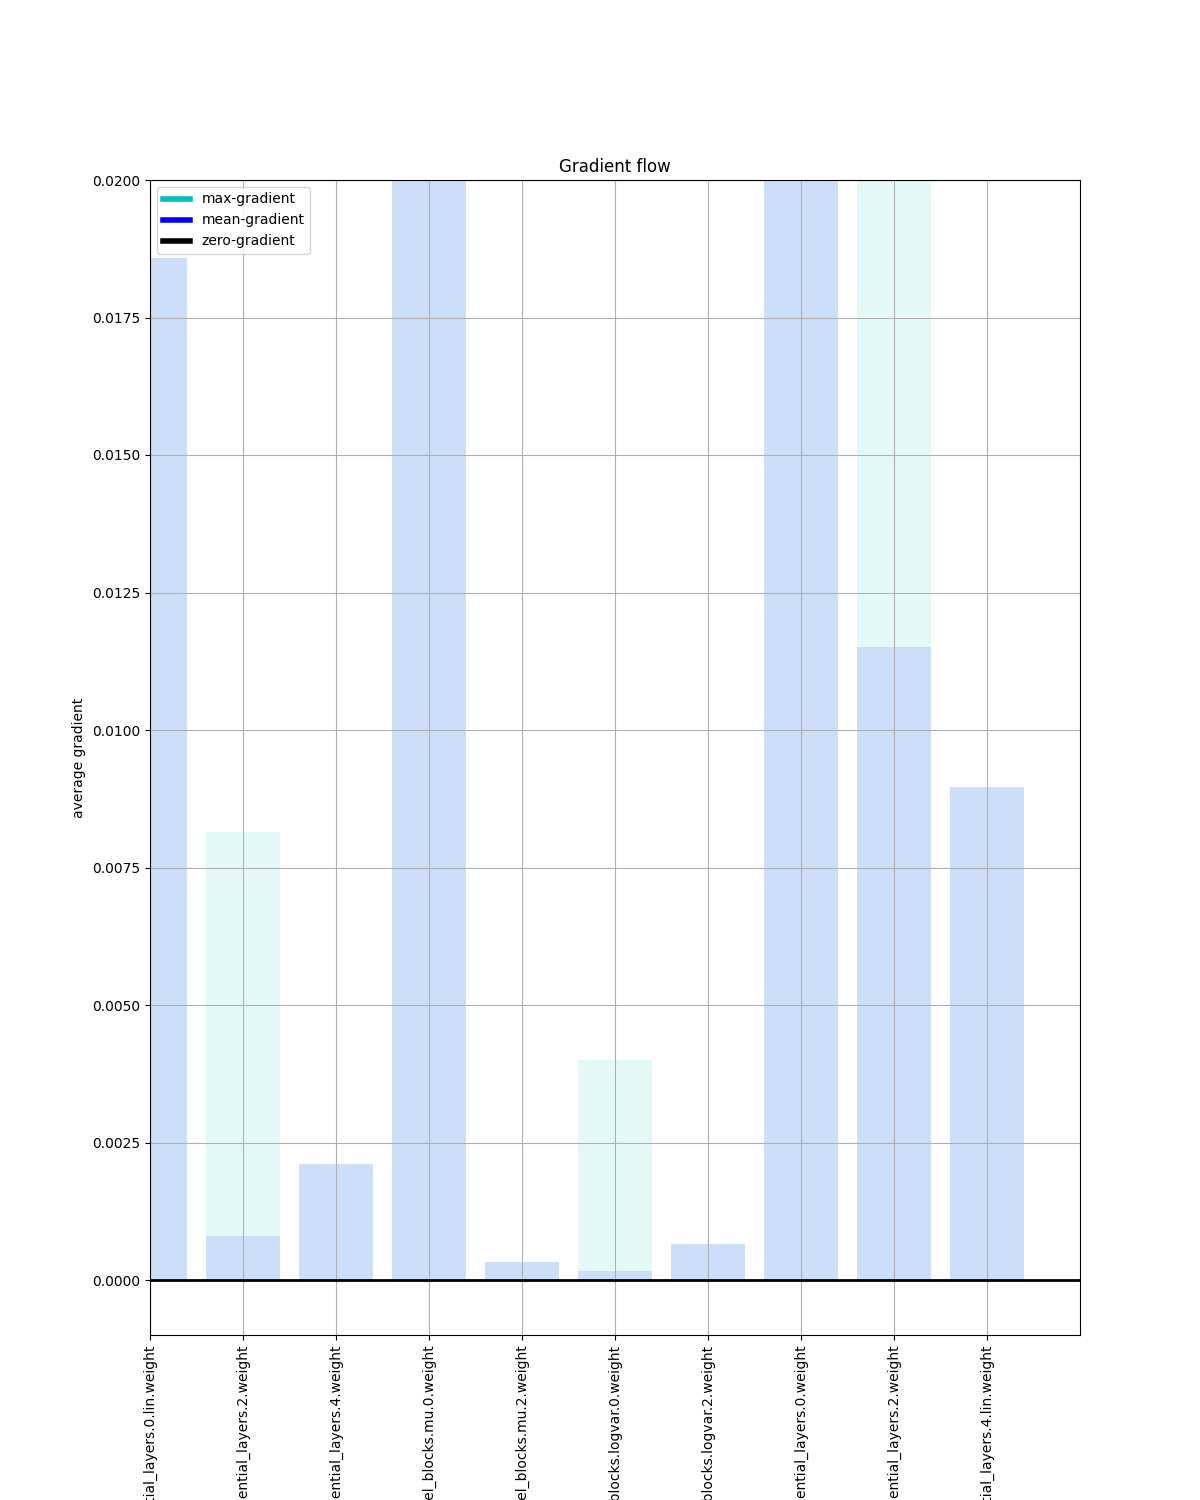 Gradient flow
max-gradient
mean-gradient
zero-gradient
0.0200
0.0175
0.0150
0.0125
0.0100
0.0075
0.0050
0.0025
0.0000
average gradient
tial_layers.0.lin.weight
ential_layers.2.weight
ential_layers.4.weight
el_blocks.mu.0.weight
el_blocks.mu.2.weight
blocks.logvar.0.weight
blocks.logvar.2.weight
ential_layers.0.weight
ential_layers.2.weight
tial_layers.4.lin.weight